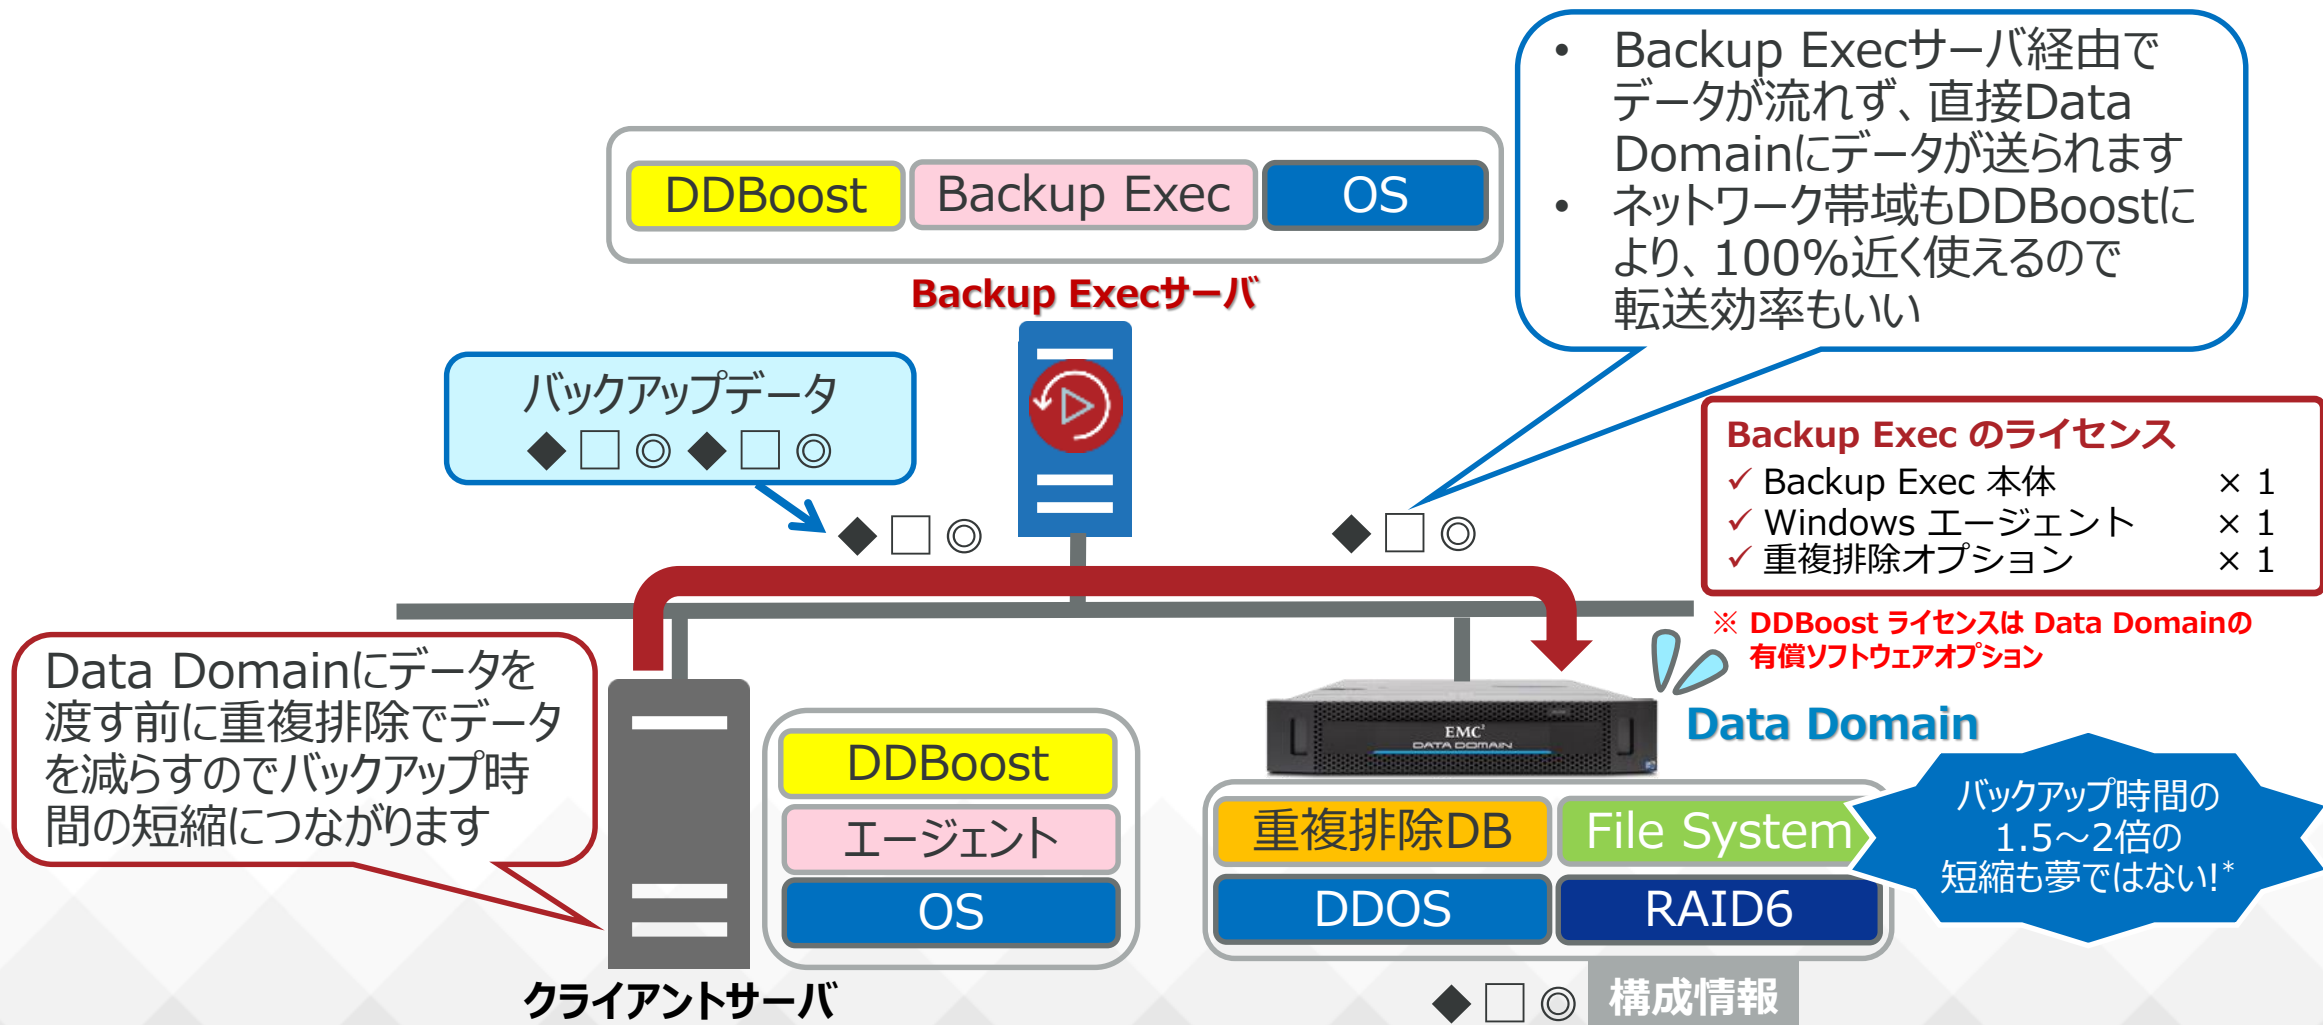 • Backup Execサーバ経由で
データが流れず、直接Data
Domainにデータが送られます
• ネットワーク帯域もDDBoostに
より、100%近く使えるので
転送効率もいい
DDBoost
Backup Exec
OS
Backup Execサーバ
バックアップデータ
◆ □ ◎ ◆ □ ◎
◆ □ ◎
◆ □ ◎
Backup Exec のライセンス
✓ Backup Exec 本体 × 1
✓ Windows エージェント × 1
✓ 重複排除オプション × 1
※ DDBoost ライセンスは Data Domainの
有償ソフトウェアオプション
Data Domainにデータを
渡す前に重複排除でデータ
を減らすのでバックアップ時
間の短縮につながります
DDBoost
エージェント
OS
クライアントサーバ
EMC²
DATA DOMAIN
Data Domain
重複排除DB
File System
DDOS
RAID6
バックアップ時間の
1.5～2倍の
短縮も夢ではない!*
◆ □ ◎
構成情報